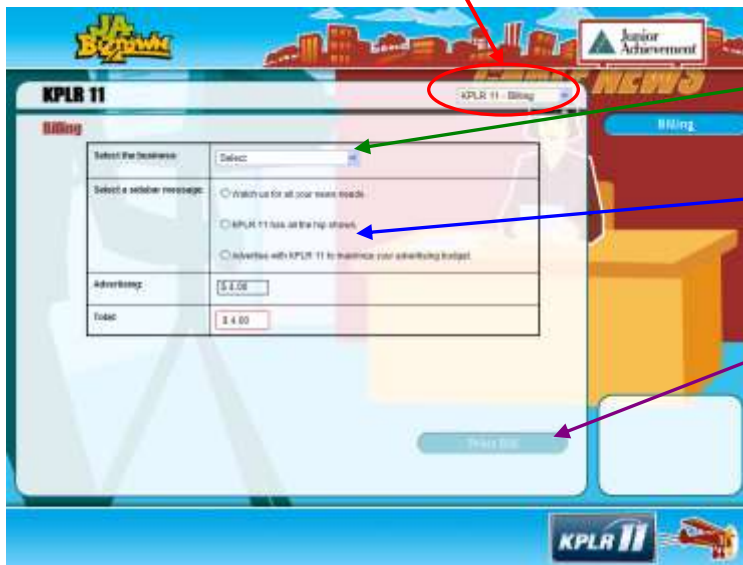 JA
BIZTOWN
Junior
Achievement
NEWS
KPLR 11
KPLR 11 - Billing
Billing
Billing
Select the business:
Select
Select a sidebar message:
Watch us for all your news needs.
KPLR 11 has all the hip shows.
Advertise with KPLR 11 to maximize your advertising budget.
Advertising:
$ 4.00
Total:
$ 4.00
Print Bill
KPLR 11